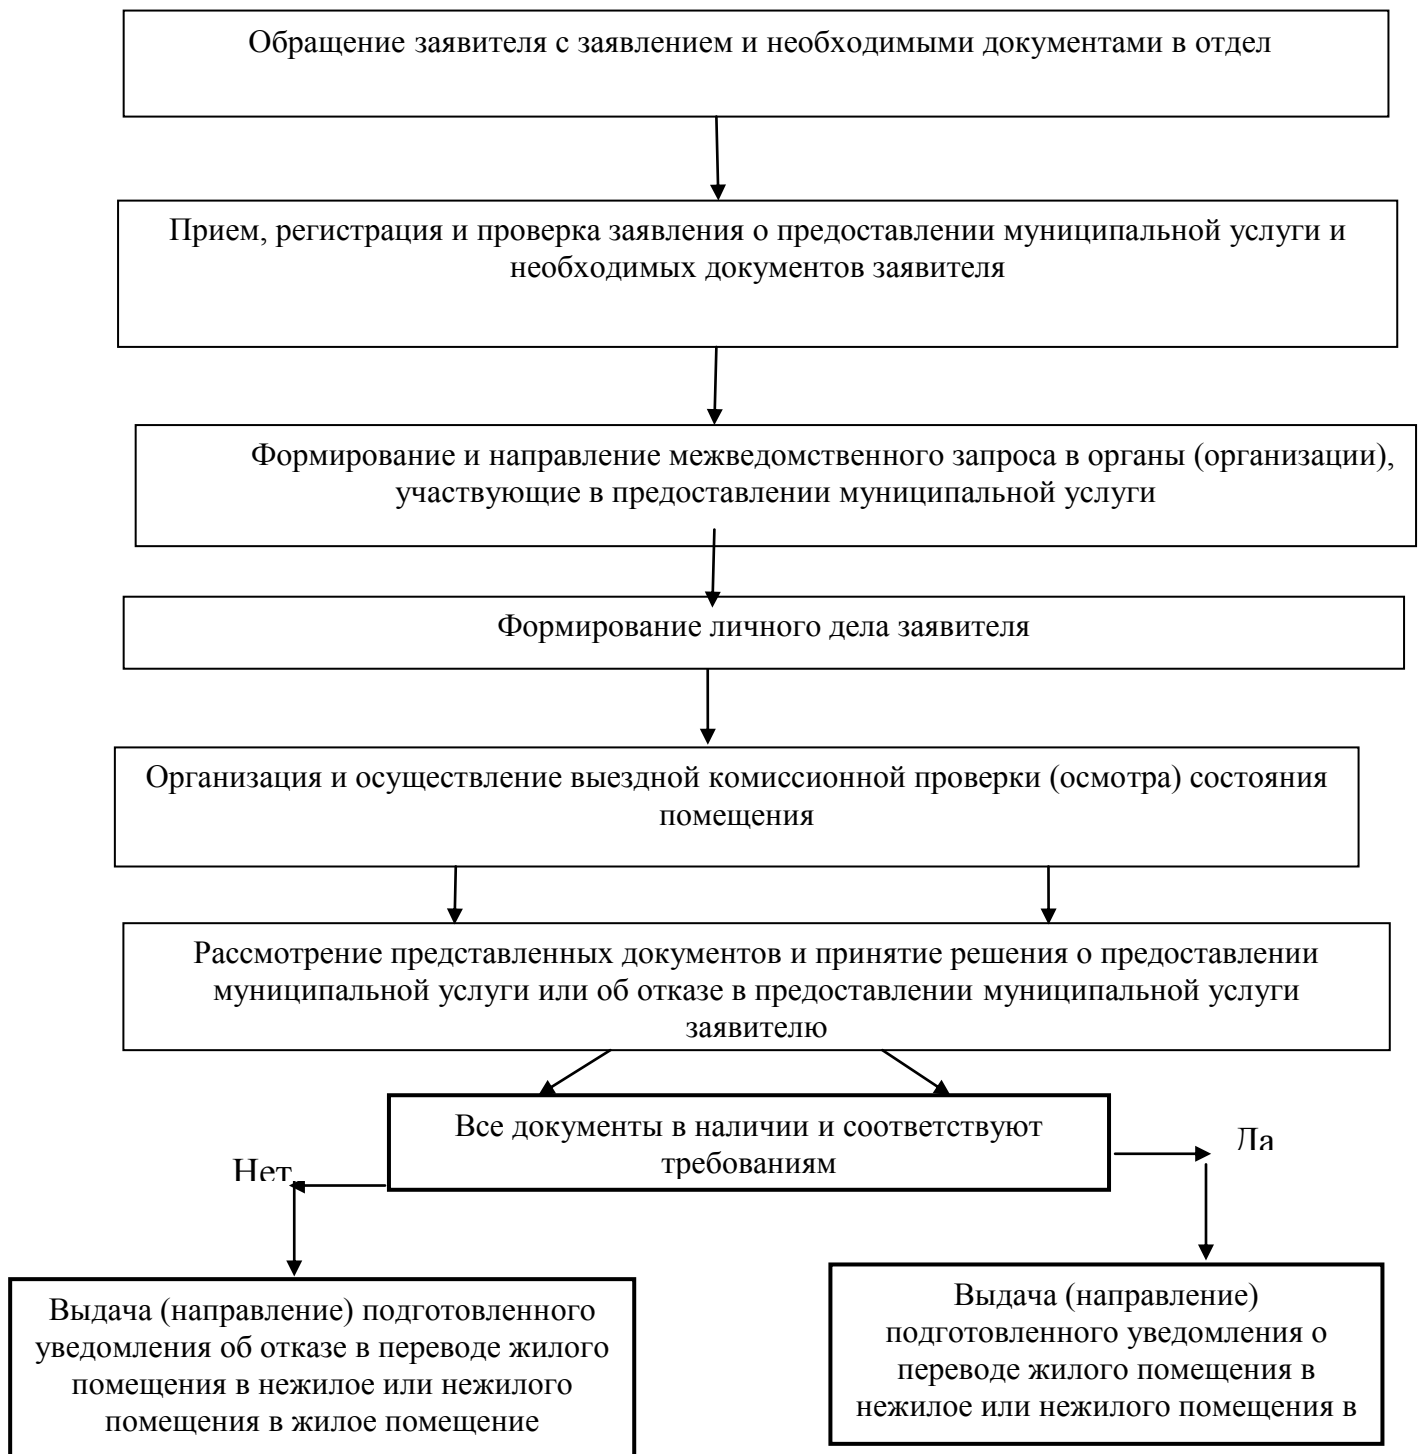 Обращение заявителя с заявлением и необходимыми документами в отдел
Прием, регистрация и проверка заявления о предоставлении муниципальной услуги и
необходимых документов заявителя
Формирование и направление межведомственного запроса в органы (организации),
участвующие в предоставлении муниципальной услуги
Формирование личного дела заявителя
Организация и осуществление выездной комиссионной проверки (осмотра) состояния
помещения
Рассмотрение представленных документов и принятие решения о предоставлении
муниципальной услуги или об отказе в предоставлении муниципальной услуги
заявителю
Все документы в наличии и соответствуют
требованиям
Да
Нет
Выдача (направление) подготовленного
уведомления об отказе в переводе жилого
помещения в нежилое или нежилого
помещения в жилое помещение
Выдача (направление)
подготовленного уведомления о
переводе жилого помещения в
нежилое или нежилого помещения в